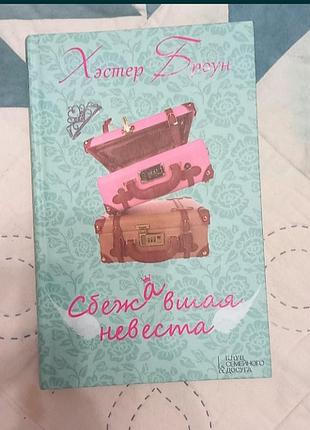 Хэстер Браун
Сбежавшая
невеста
КЛУБ
СЕМЕЙНОГО
ДОСУГА